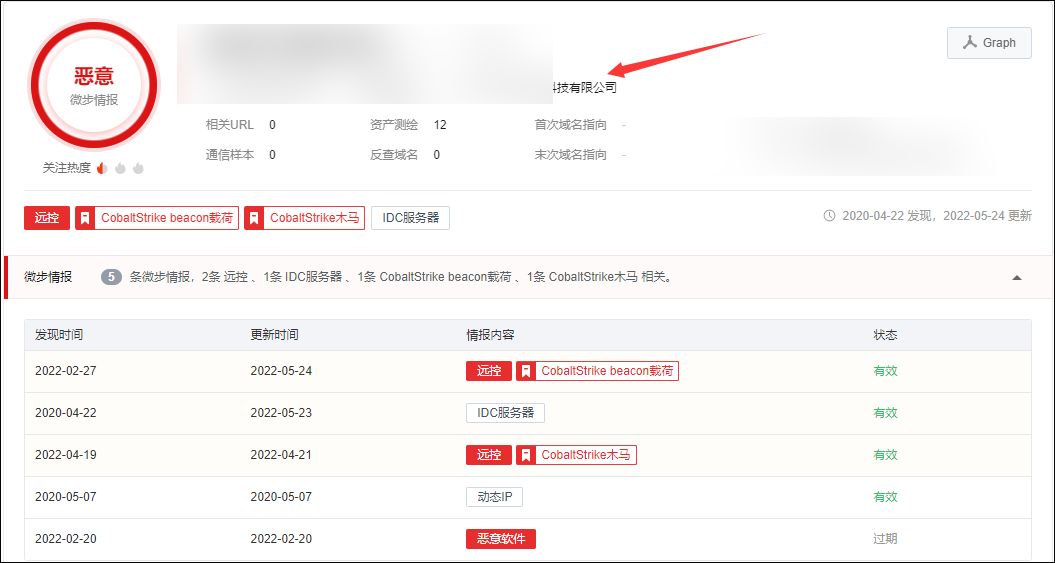 恶意
微步情报
Graph
科技有限公司
相关URL 0 资产测绘 12 首次域名指向 -
通信样本 0 反查域名 0 末次域名指向 -
关注热度
远控 CobaltStrike beacon载荷 CobaltStrike木马 IDC服务器 2020-04-22 发现，2022-05-24 更新
微步情报 5 条微步情报，2条 远控 、1条 IDC服务器 、1条 CobaltStrike beacon载荷 、1条 CobaltStrike木马 相关。
发现时间 更新时间 情报内容 状态
2022-02-27 2022-05-24 远控 CobaltStrike beacon载荷 有效
2020-04-22 2022-05-23 IDC服务器 有效
2022-04-19 2022-04-21 远控 CobaltStrike木马 有效
2020-05-07 2020-05-07 动态IP 有效
2022-02-20 2022-02-20 恶意软件 过期